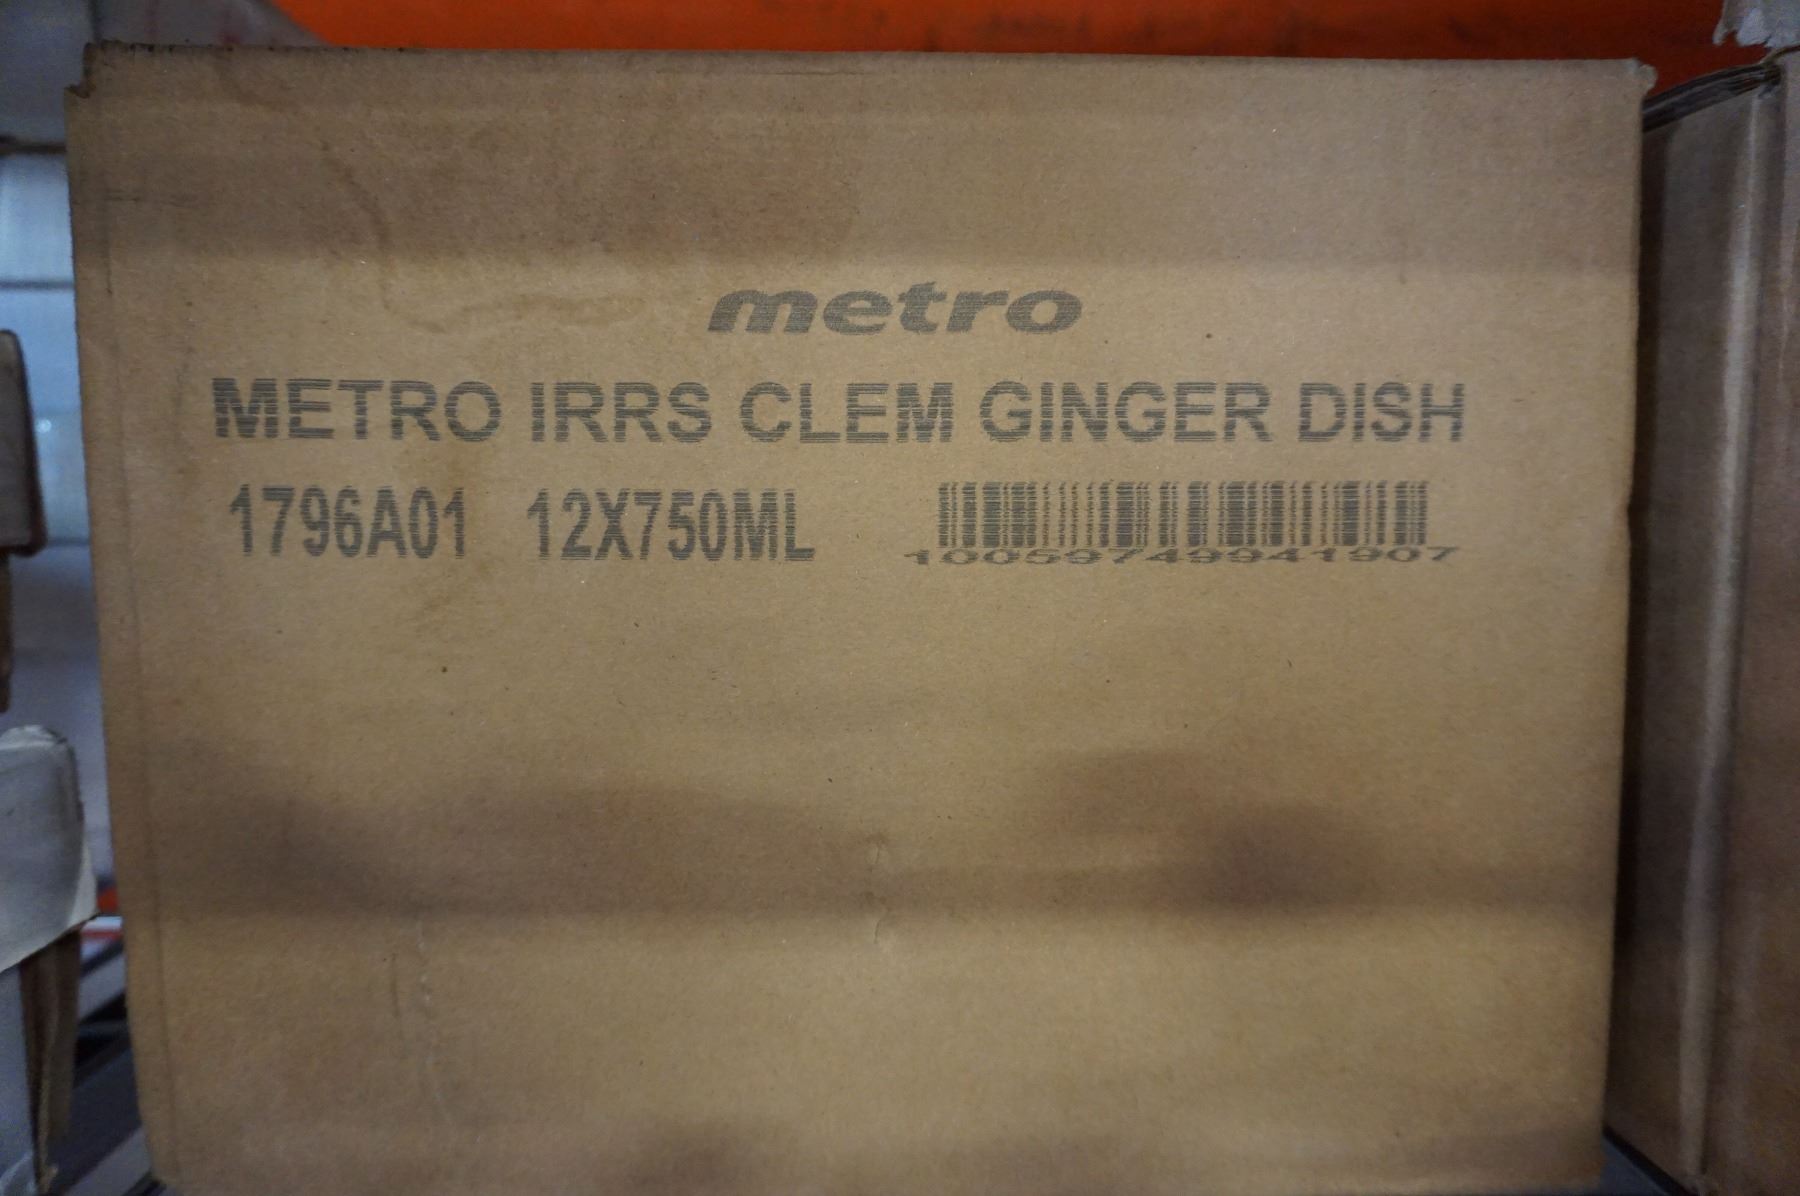 metro
METRO IRRS CLEM GINGER DISH
1796A01 12X750ML
10059749941907